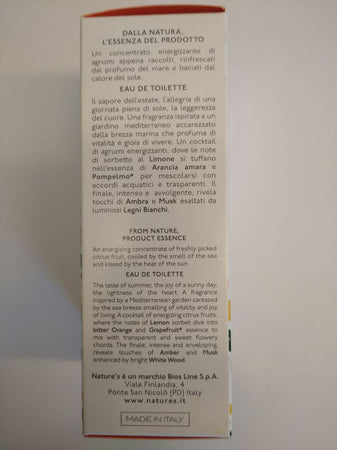 DALLA NATURA,
L'ESSENZA DEL PRODOTTO
Un concentrato energizzante di
agrumi appena raccolti, rinfrescati
dal profumo del mare e baciati dal
calore del sole.
EAU DE TOILETTE
Il sapore dell'estate, l'allegria di una
giornata piena di sole, la leggerezza
del cuore. Una fragranza ispirata a un
giardino mediterraneo accarezzato
dalla brezza marina che profuma di
vitalità e gioia di vivere. Un cocktail
di agrumi energizzanti, dove le note
di sorbetto al Limone si tuffano
nell'essenza di Arancia amara e
Pompelmo* per mescolarsi con
accordi acquatici e trasparenti. Il
finale, intenso e avvolgente, rivela
tocchi di Ambra e Musk esaltati da
luminosi Legni Bianchi.
FROM NATURE,
PRODUCT ESSENCE
An energizing concentrate of freshly picked
citrus fruit, cooled by the smell of the sea
and kissed by the heat of the sun.
EAU DE TOILETTE
The taste of summer, the joy of a sunny day,
the lightness of the heart. A fragrance
inspired by a Mediterranean garden caressed
by the sea breeze smelling of vitality and joy
of living. A cocktail of energizing citrus fruits,
where the notes of Lemon sorbet dive into
bitter Orange and Grapefruit* essence to
mix with transparent and sweet flowery
chords. The finale, intense and enveloping,
reveals touches of Amber and Musk
enhanced by bright White Wood.
Nature's è un marchio Bios Line S.p.A.
Viale Finlandia, 4
Ponte San Nicolò (PD) Italy
www.natures.it
MADE IN ITALY